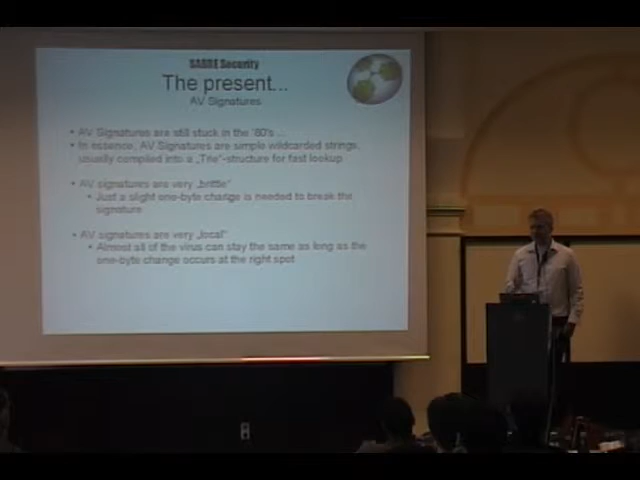 SABRE Security
The present...
AV Signatures
• AV Signatures are still stuck in the '80's ...
• In essence, AV Signatures are simple wildcarded strings,
usually compiled into a „Trie“-structure for fast lookup
• AV signatures are very „brittle“
• Just a slight one-byte change is needed to break the
signature
• AV signatures are very „local“
• Almost all of the virus can stay the same as long as the
one-byte change occurs at the right spot